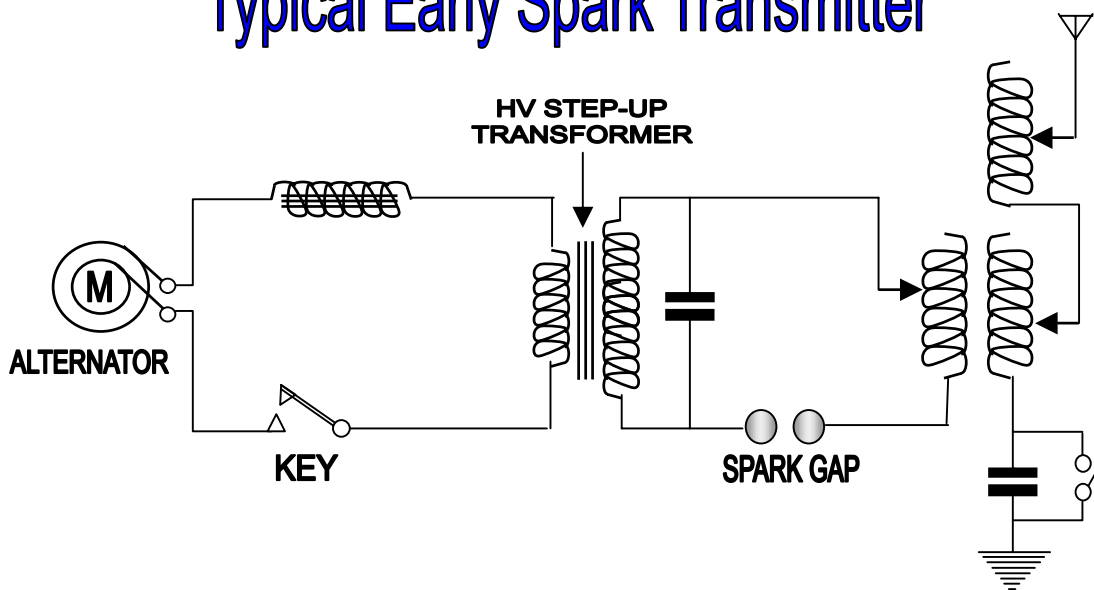 Typical Early Spark Transmitter
HV STEP-UP
TRANSFORMER
M
ALTERNATOR
KEY
SPARK GAP